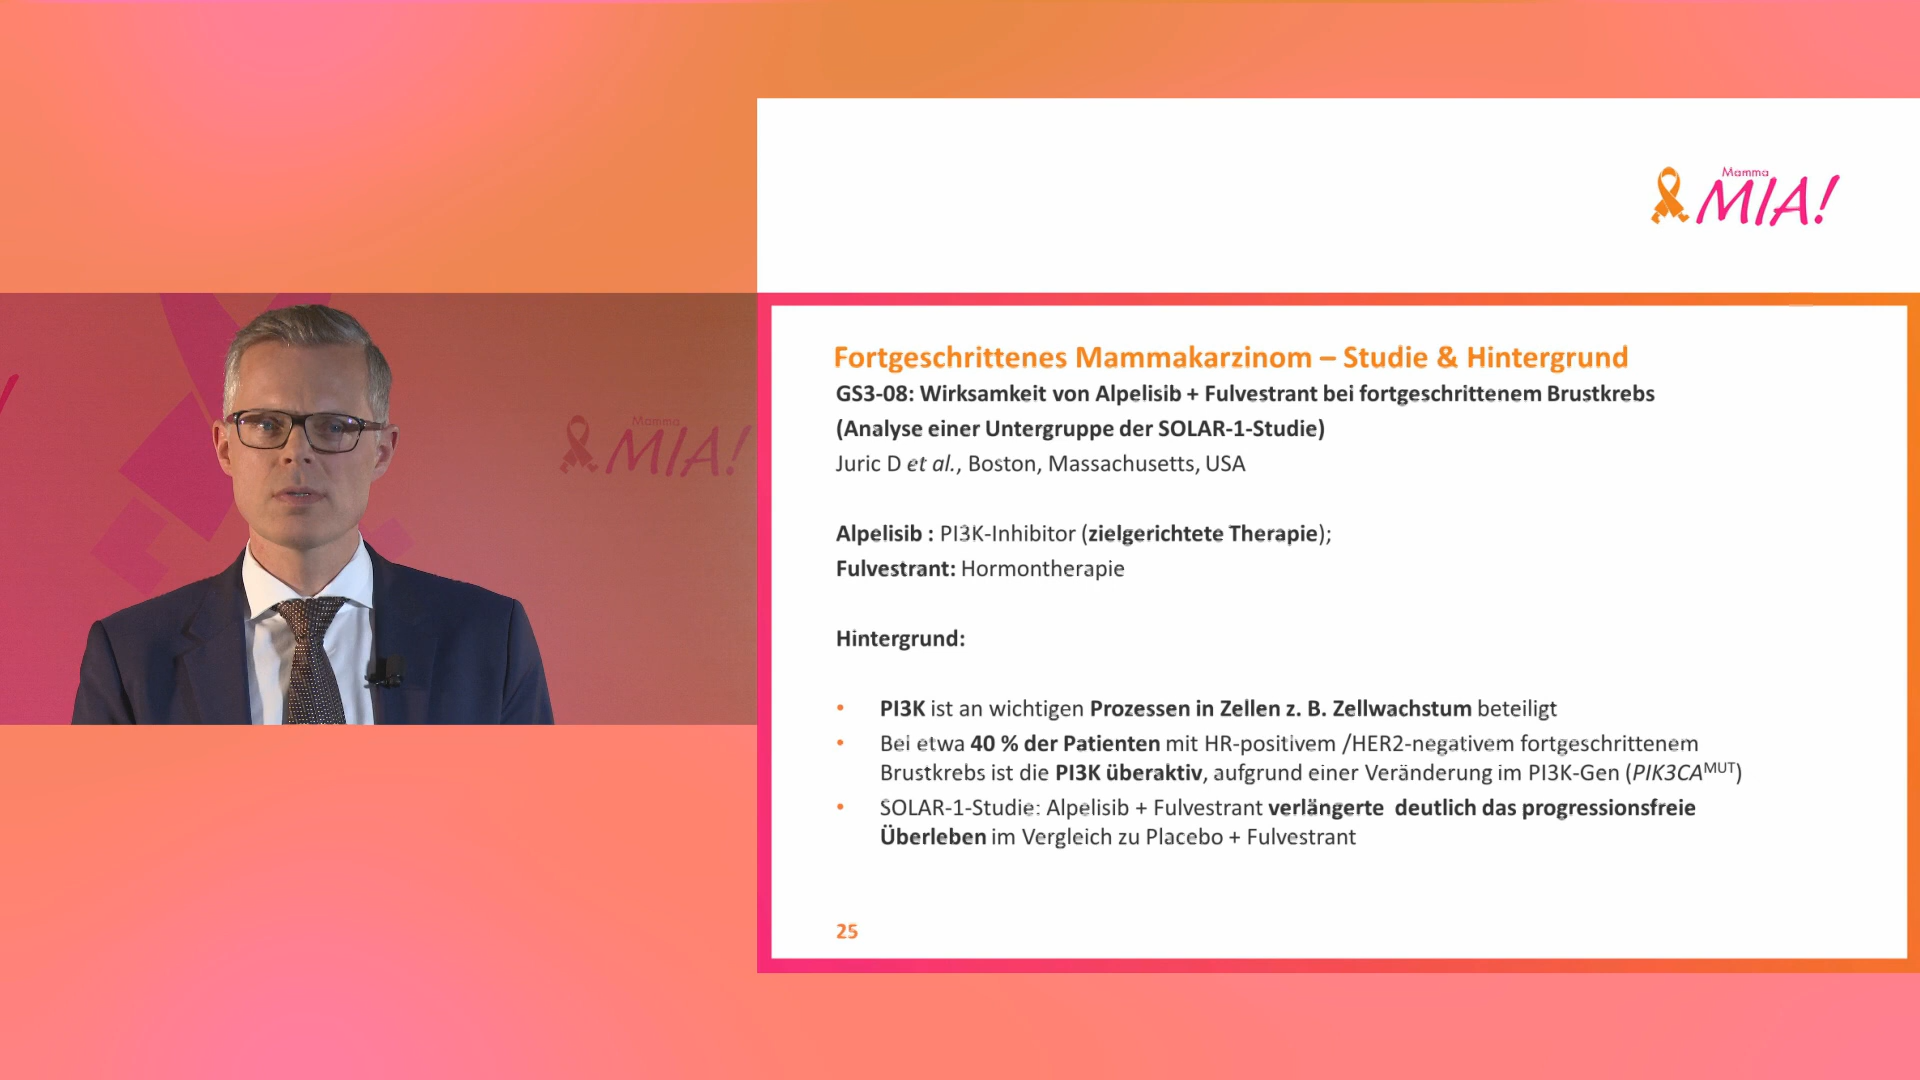 Mamma
MIA!
Mamma
MIA!
Fortgeschrittenes Mammakarzinom – Studie & Hintergrund
GS3-08: Wirksamkeit von Alpelisib + Fulvestrant bei fortgeschrittenem Brustkrebs
(Analyse einer Untergruppe der SOLAR-1-Studie)
Juric D et al., Boston, Massachusetts, USA
Alpelisib : PI3K-Inhibitor (zielgerichtete Therapie);
Fulvestrant: Hormontherapie
Hintergrund:
• PI3K ist an wichtigen Prozessen in Zellen z. B. Zellwachstum beteiligt
• Bei etwa 40 % der Patienten mit HR-positivem /HER2-negativem fortgeschrittenem
Brustkrebs ist die PI3K überaktiv, aufgrund einer Veränderung im PI3K-Gen (PIK3CAMUT)
• SOLAR-1-Studie: Alpelisib + Fulvestrant verlängerte deutlich das progressionsfreie
Überleben im Vergleich zu Placebo + Fulvestrant
25